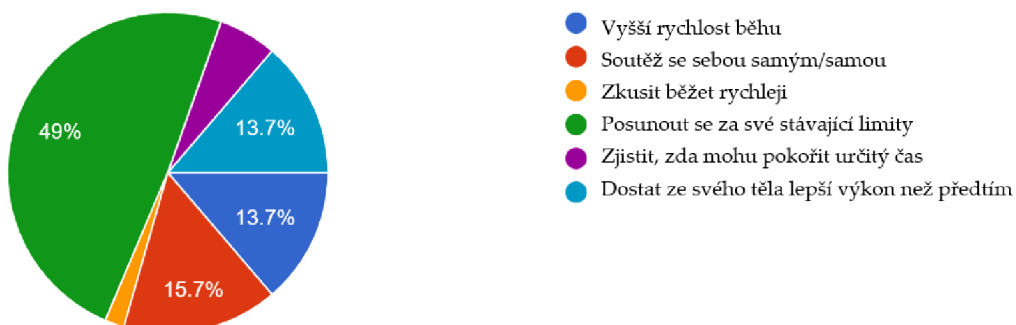 49%
13.7%
13.7%
15.7%
Vyšší rychlost běhu
Soutěž se sebou samým/samou
Zkusit běžet rychleji
Posunout se za své stávající limity
Zjistit, zda mohu pokořit určitý čas
Dostat ze svého těla lepší výkon než předtím